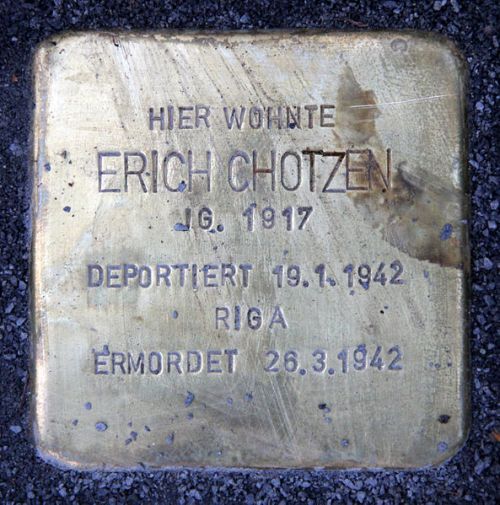 HIER WOHNTE
ERICH CHOTZEN
JG. 1917
DEPORTIERT 19.1.1942
RIGA
ERMORDET 26.3.1942